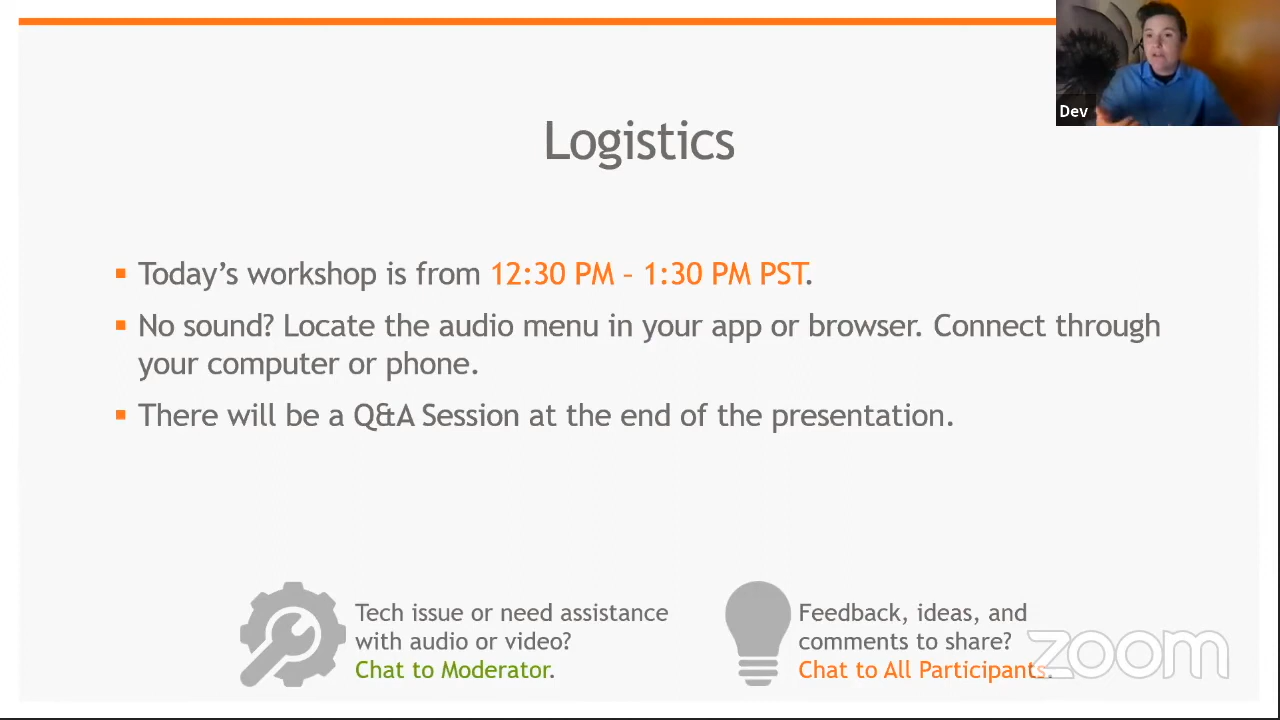 Dev
Logistics
Today’s workshop is from 12:30 PM – 1:30 PM PST.
No sound? Locate the audio menu in your app or browser. Connect through
your computer or phone.
There will be a Q&A Session at the end of the presentation.
Tech issue or need assistance
with audio or video?
Chat to Moderator.
Feedback, ideas, and
comments to share?
Chat to All Participants.
zoom